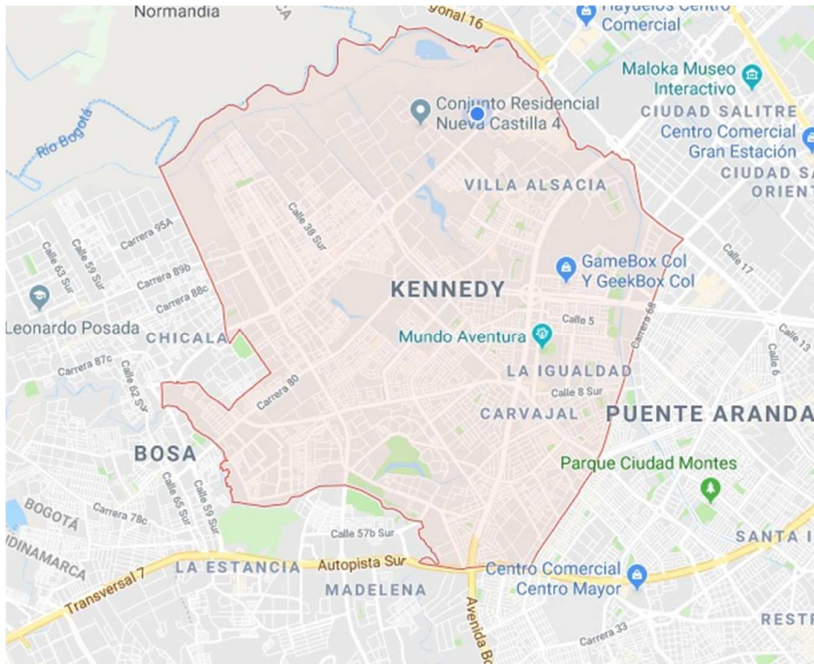 Normandia
gonal 16
Hayuelos Centro
Comercial
Maloka Museo
Interactivo
CIUDAD SALITRE
Centro Comercial
Gran Estación
CIUDAD SA
ORIENT
Conjunto Residencial
Nueva Castilla 4
Río Bogotá
VILLA ALSACIA
Carrera 95A
Calle 38 Sur
Calle 59 Sur
Calle 63 Sur
Carrera 89b
Carrera 88c
GameBox Col
Y GeekBox Col
Calle 17
KENNEDY
Leonardo Posada
CHICALA
Calle 5
Carrera 68
Calle 13
Mundo Aventura
Carrera 87c
Calle 62 Sur
LA IGUALDAD
Calle 6
Carrera 80
Calle 8 Sur
CARVAJAL
PUENTE ARANDA
BOSA
Parque Ciudad Montes
Calle 65 Sur
Calle 59 Sur
BOGOTÁ
Carrera 78c
NDINAMARCA
Calle 57b Sur
SANTA I
LA ESTANCIA
Autopista Sur
Centro Comercial
Centro Mayor
Transversal 7
MADELENA
Avenida Bo
Carrera 33
RESTR